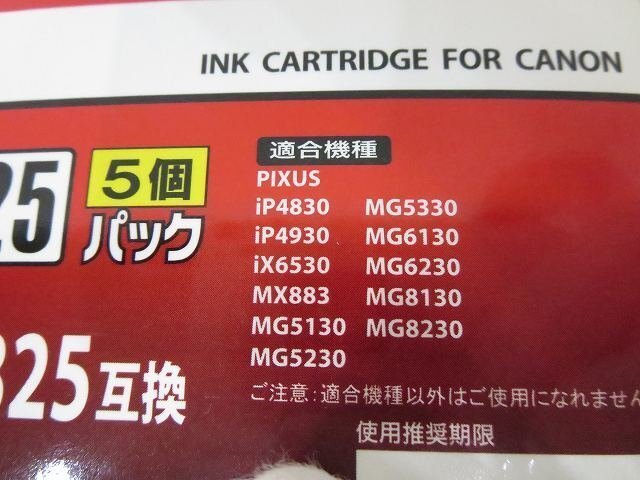 INK CARTRIDGE FOR CANON
25
5個
パック
325互換
適合機種
PIXUS
iP4830 MG5330
iP4930 MG6130
iX6530 MG6230
MX883 MG8130
MG5130 MG8230
MG5230
ご注意:適合機種以外はご使用になれません
使用推奨期限